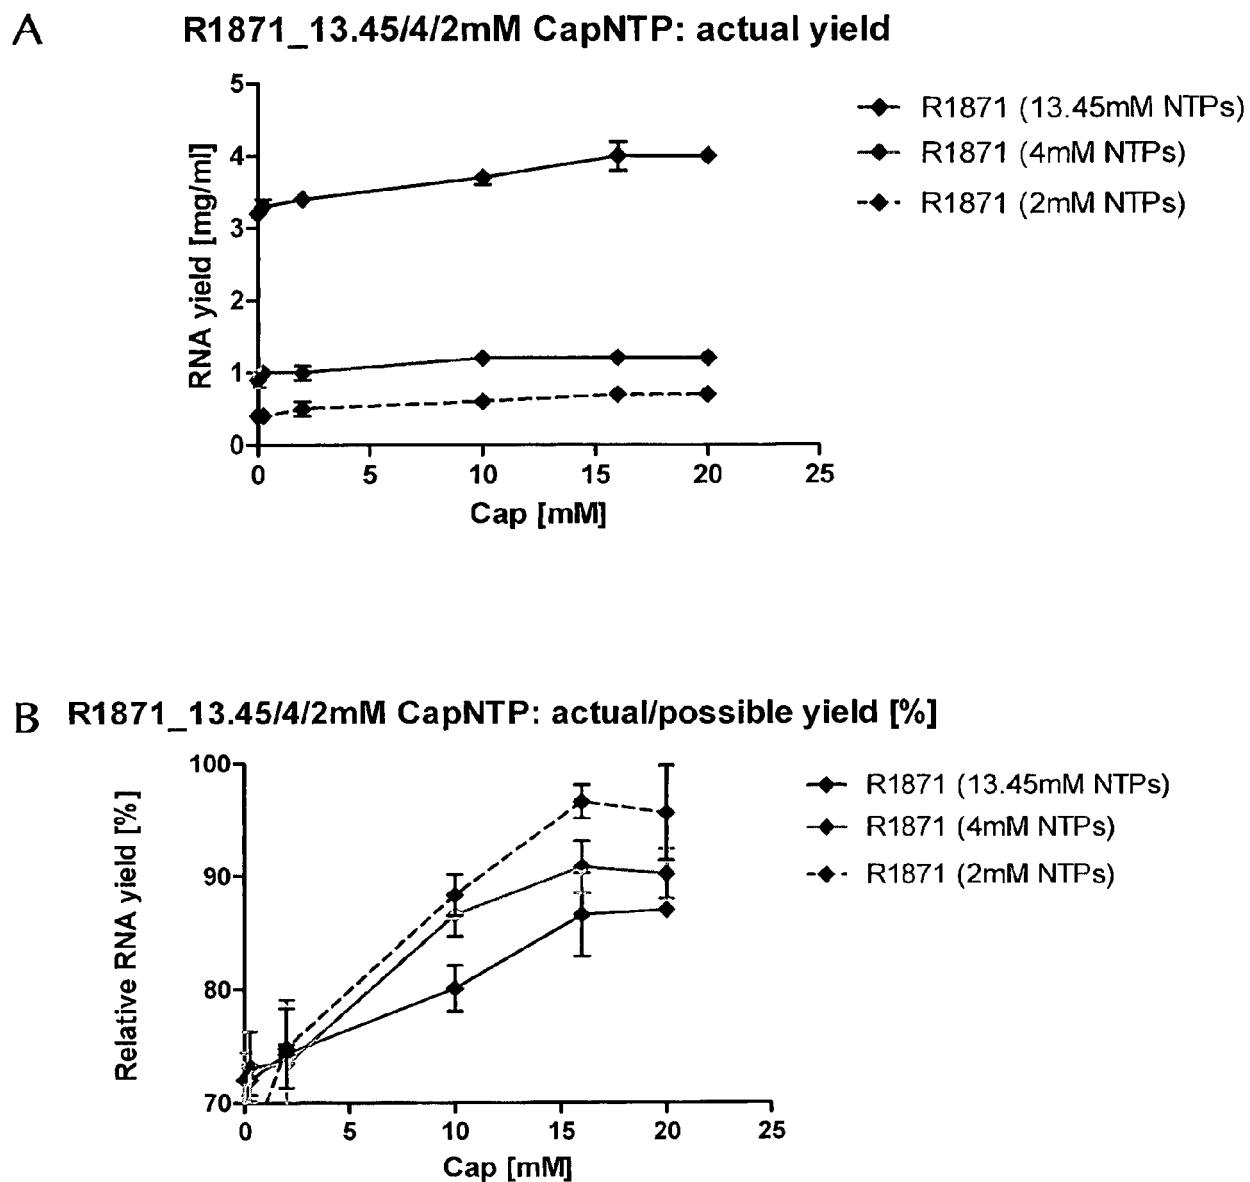 A
R1871_13.45/4/2mM CapNTP: actual yield
RNA yield [mg/ml]
5
4
3
2
1
0
0 5 10 15 20 25
Cap [mM]
R1871 (13.45mM NTPs)
R1871 (4mM NTPs)
R1871 (2mM NTPs)
B
R1871_13.45/4/2mM CapNTP: actual/possible yield [%]
Relative RNA yield [%]
100
90
80
70
0 5 10 15 20 25
Cap [mM]
R1871 (13.45mM NTPs)
R1871 (4mM NTPs)
R1871 (2mM NTPs)